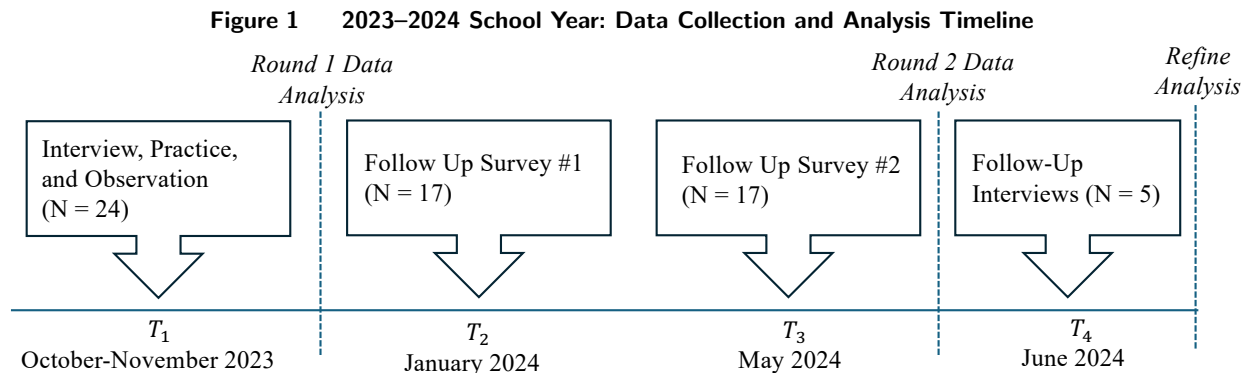 Figure 1 2023–2024 School Year: Data Collection and Analysis Timeline
Round 1 Data
Analysis
Round 2 Data
Analysis
Refine
Analysis
Interview, Practice,
and Observation
(N = 24)
Follow Up Survey #1
(N = 17)
Follow Up Survey #2
(N = 17)
Follow-Up
Interviews (N = 5)
T₁
October-November 2023
T₂
January 2024
T₃
May 2024
T₄
June 2024